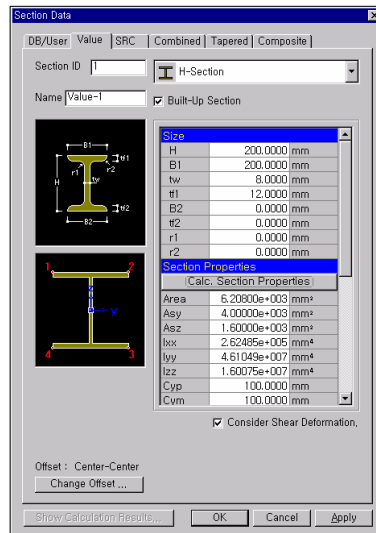 Section Data
DB/User Value SRC Combined Tapered Composite
Section ID 1 H-Section
Name Value-1 Built-Up Section
B1
tf1
r1 r2
H tw
tf2
B2
1 2
z
y
4 3
Size
H 200.0000 mm
B1 200.0000 mm
tw 8.0000 mm
tf1 12.0000 mm
B2 0.0000 mm
tf2 0.0000 mm
r1 0.0000 mm
r2 0.0000 mm
Section Properties
Calc. Section Properties
Area 6.20800e+003 mm²
Asy 4.00000e+003 mm²
Asz 1.60000e+003 mm²
Ixx 2.62485e+005 mm⁴
Iyy 4.61049e+007 mm⁴
Izz 1.60075e+007 mm⁴
Cyp 100.0000 mm
Cym 100.0000 mm
Consider Shear Deformation,
Offset : Center-Center
Change Offset ...
Show Calculation Results... OK Cancel Apply